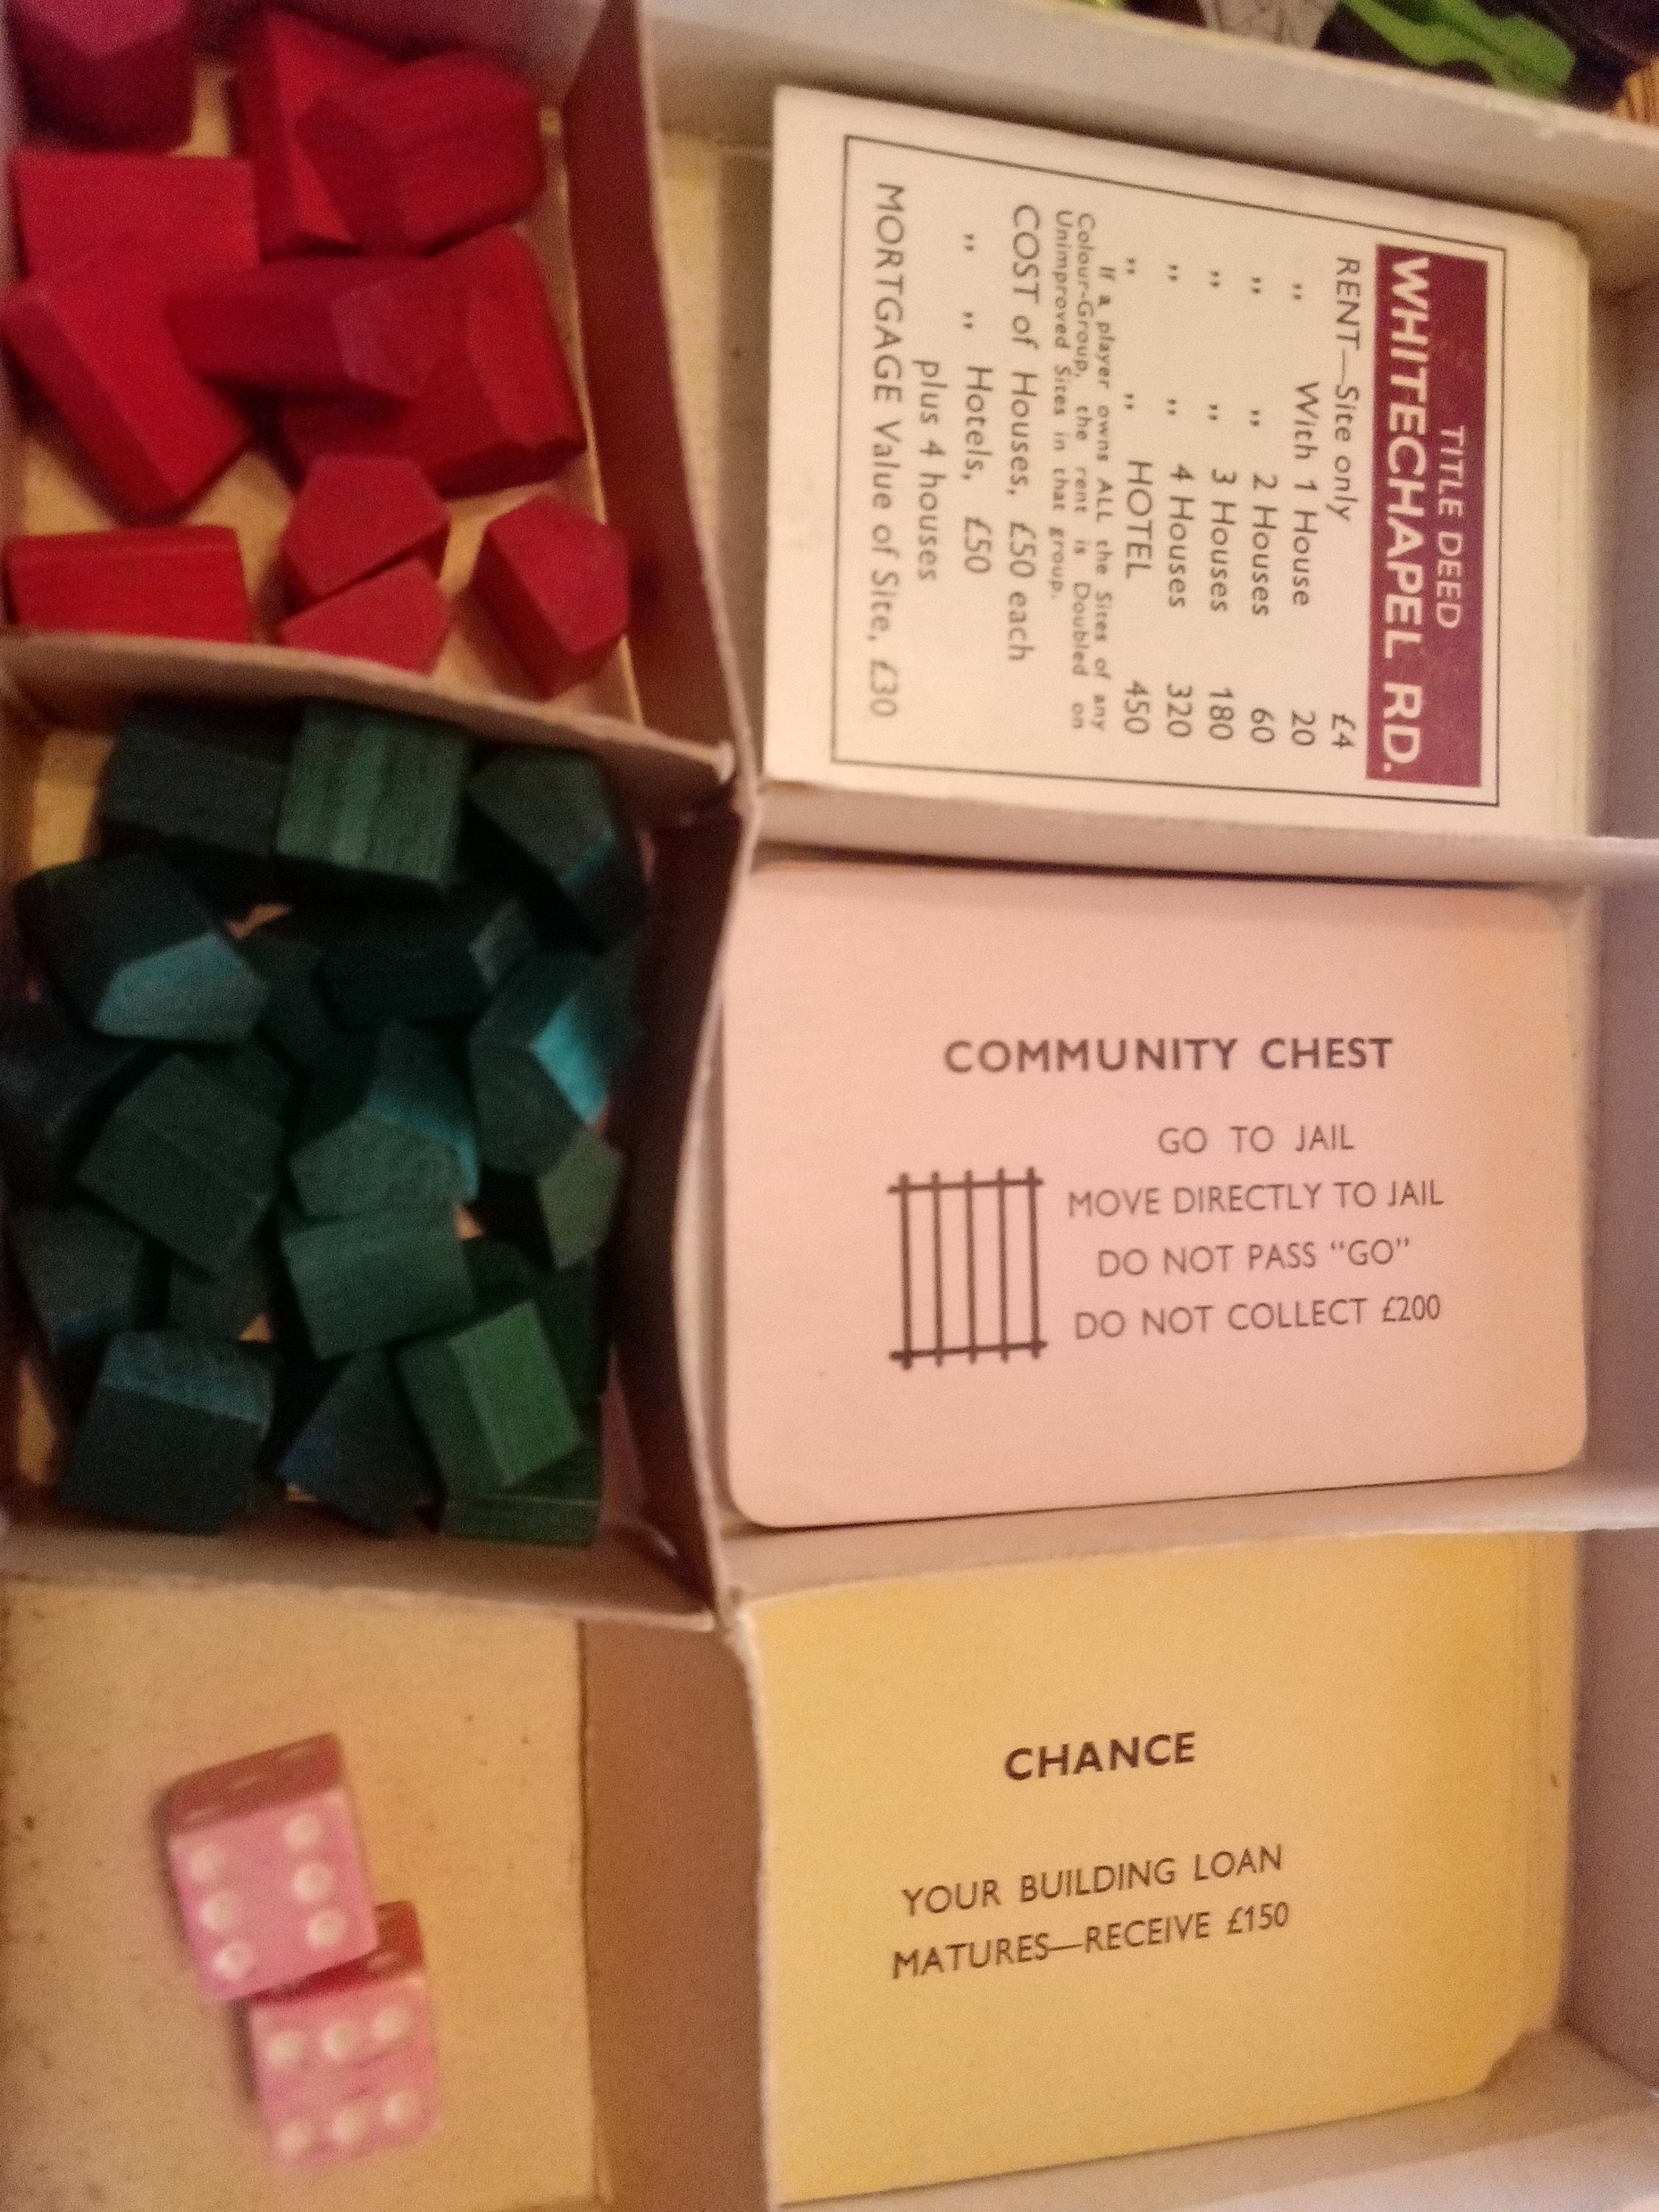 TITLE DEED
WHITECHAPEL RD.
RENT—Site only £4
” With 1 House 20
” ” 2 Houses 60
” ” 3 Houses 180
” ” 4 Houses 320
” ” HOTEL 450
If a player owns ALL the Sites of any
Colour-Group, the rent is Doubled on
Unimproved Sites in that group.
COST of Houses, £50 each
” ” Hotels, £50
plus 4 houses
MORTGAGE Value of Site, £30
COMMUNITY CHEST
GO TO JAIL
MOVE DIRECTLY TO JAIL
DO NOT PASS “GO”
DO NOT COLLECT £200
CHANCE
YOUR BUILDING LOAN
MATURES—RECEIVE £150